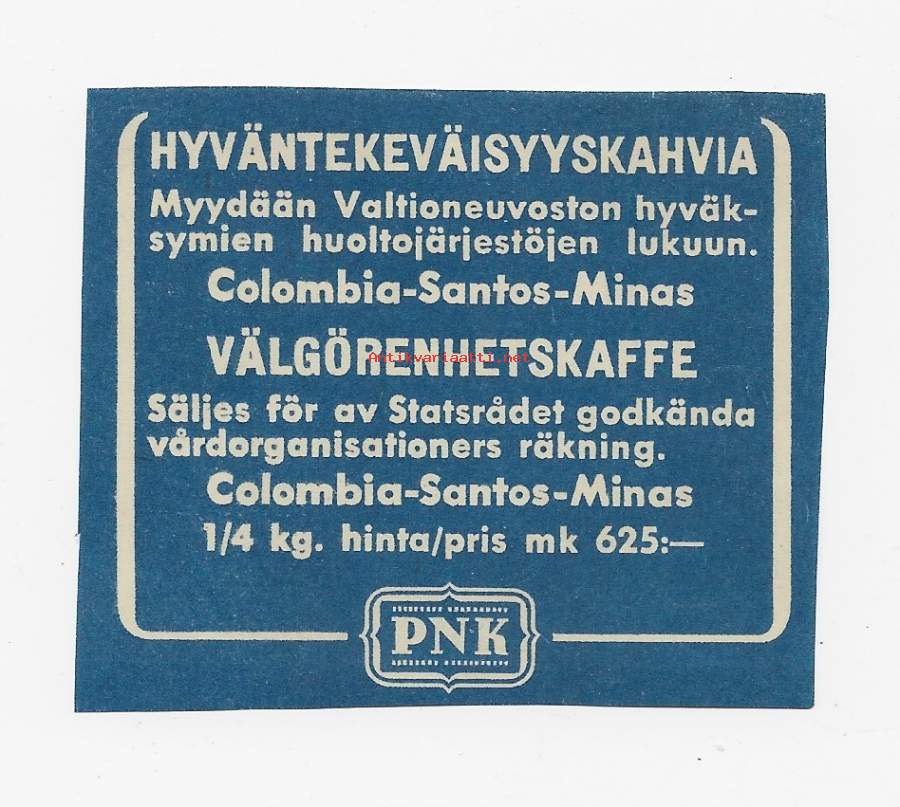 HYVÄNTEKEVÄISYYSKAHVIA
Myydään Valtioneuvoston hyväk-
symien huoltojärjestöjen lukuun.
Colombia-Santos-Minas
VÄLGÖRENHETSKAFFE
Antikvariaatti.net
Säljes för av Statsrådet godkända
vårdorganisationers räkning.
Colombia-Santos-Minas
1/4 kg. hinta/pris mk 625:—
PNK